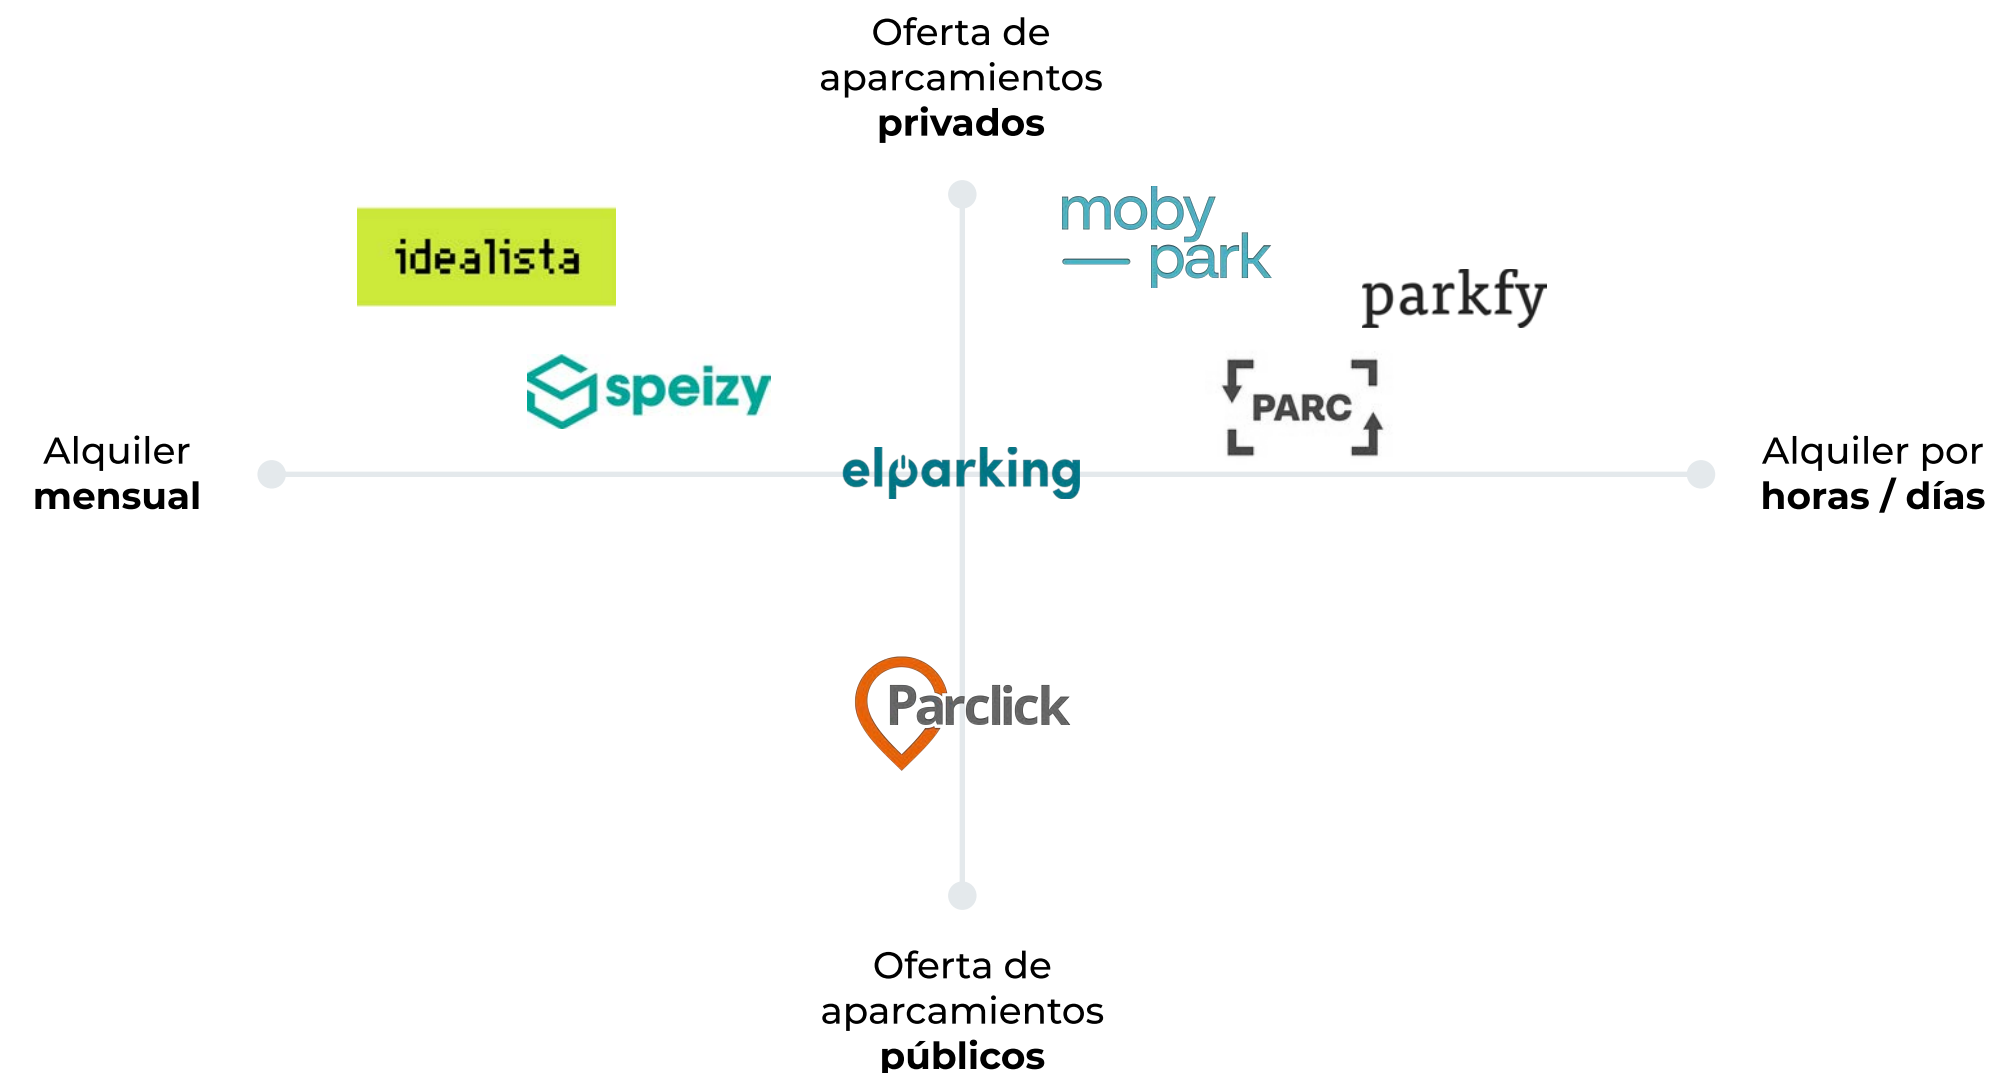 Oferta de
aparcamientos
privados
idealista
moby
park
parkfy
speizy
PARC
Alquiler
mensual
elparking
Alquiler por
horas / días
Parclick
Oferta de
aparcamientos
públicos